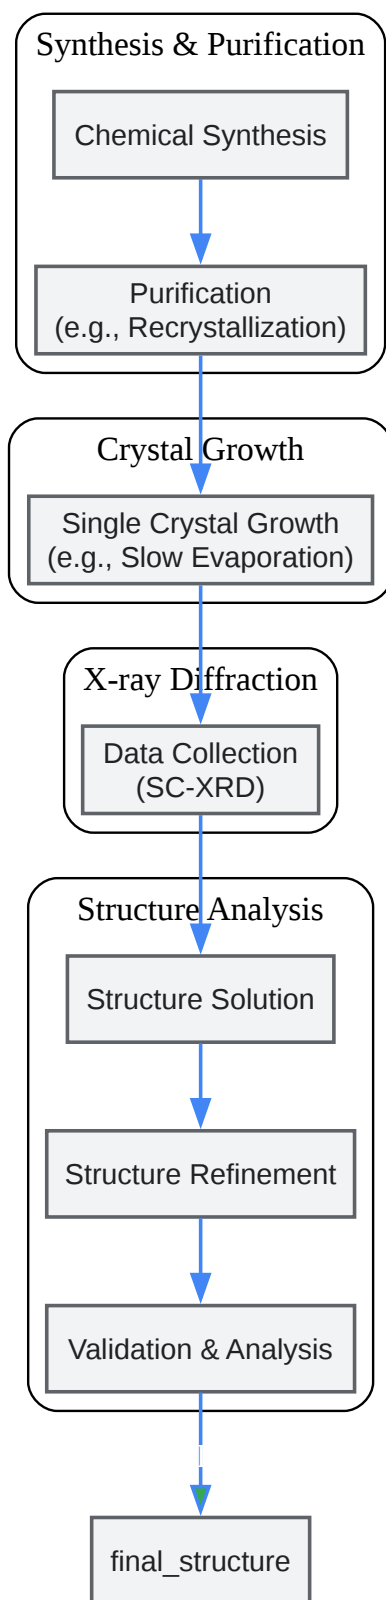 Synthesis & Purification
Chemical Synthesis
Purification
(e.g., Recrystallization)
Crystal Growth
Single Crystal Growth
(e.g., Slow Evaporation)
X-ray Diffraction
Data Collection
(SC-XRD)
Structure Analysis
Structure Solution
Structure Refinement
Validation & Analysis
final_structure